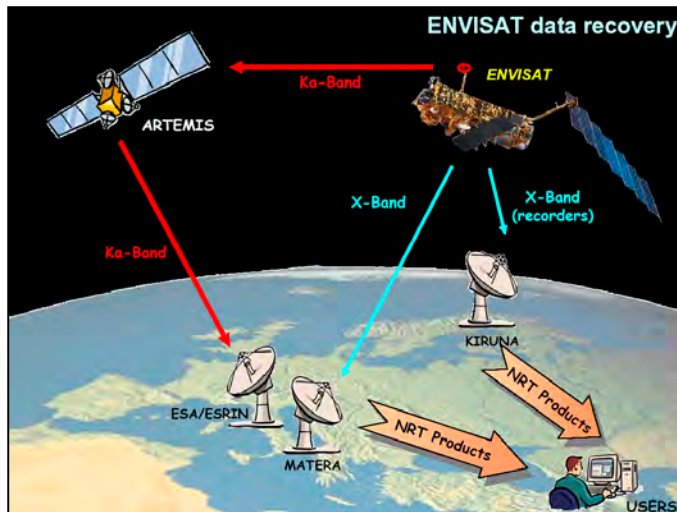 ENVISAT data recovery
Ka-Band
ENVISAT
ARTEMIS
X-Band
X-Band
(recorders)
Ka-Band
KIRUNA
ESA/ESRIN
NRT Products
NRT Products
MATERA
USERS